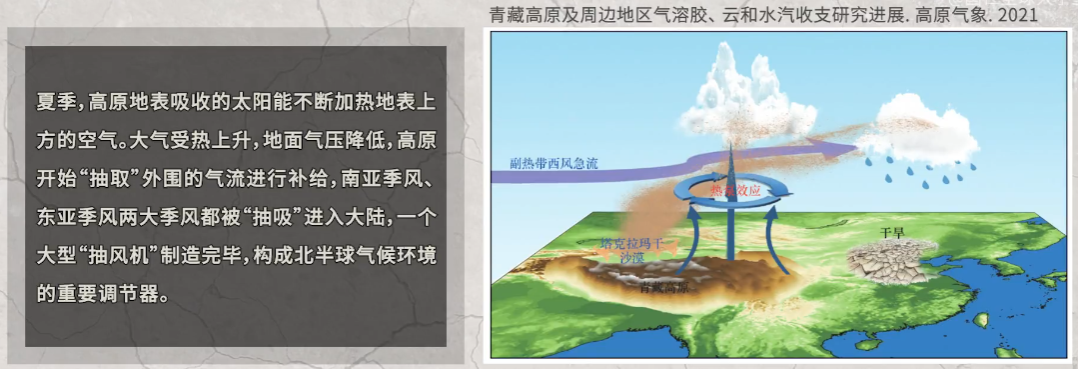 青藏高原及周边地区气溶胶、云和水汽收支研究进展. 高原气象. 2021
夏季,高原地表吸收的太阳能不断加热地表上
方的空气。大气受热上升,地面气压降低,高原
开始“抽取”外围的气流进行补给,南亚季风、
东亚季风两大季风都被“抽吸”进入大陆,一个
大型“抽风机”制造完毕,构成北半球气候环境
的重要调节器。
副热带西风急流
热泵效应
塔克拉玛干
沙漠
青藏高原
干旱